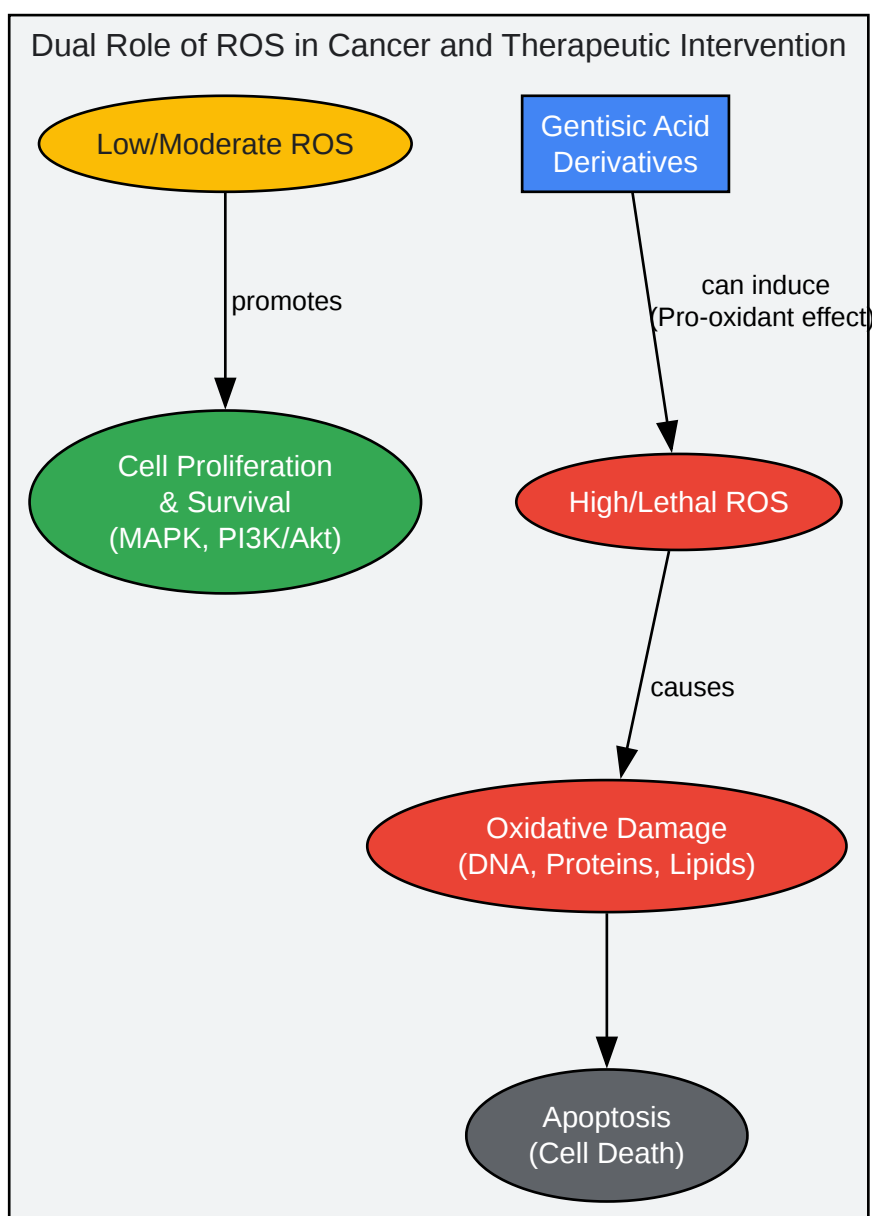 Dual Role of ROS in Cancer and Therapeutic Intervention
Low/Moderate ROS
Gentisic Acid
Derivatives
can induce
(Pro-oxidant effect)
promotes
Cell Proliferation
& Survival
(MAPK, PI3K/Akt)
High/Lethal ROS
causes
Oxidative Damage
(DNA, Proteins, Lipids)
Apoptosis
(Cell Death)